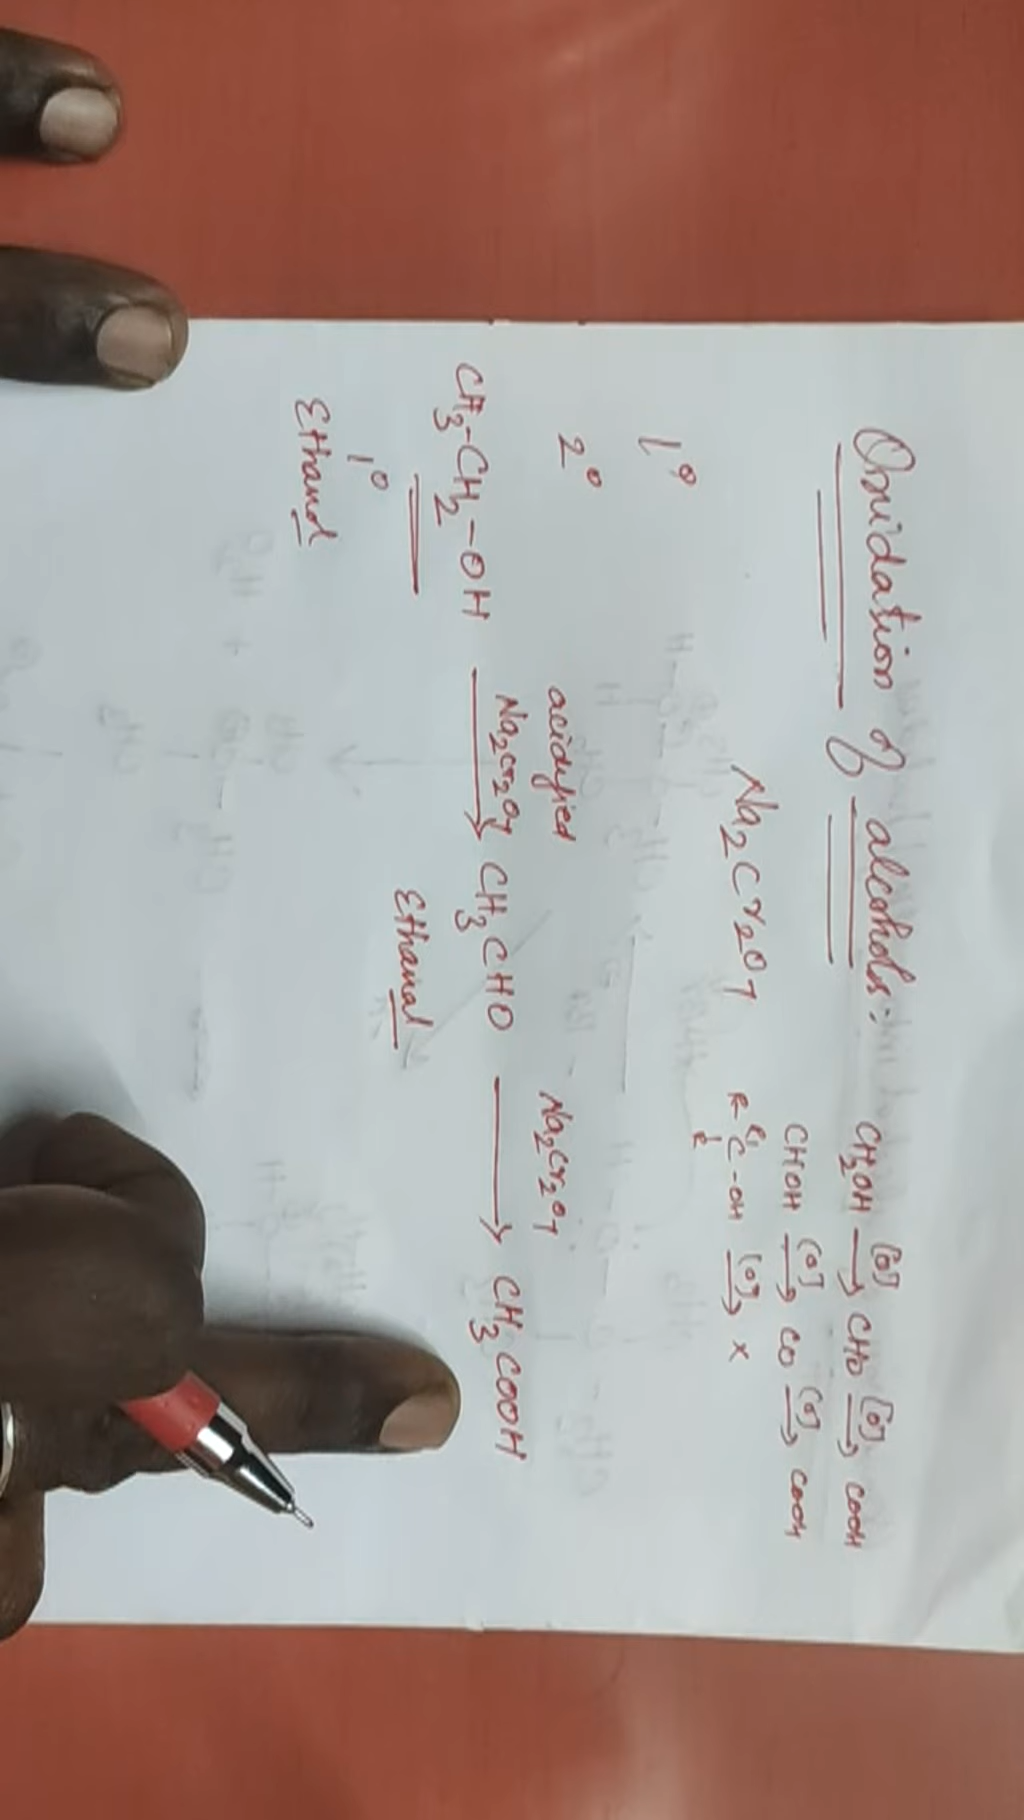 Oxidation of alcohols:-
CH2OH [O]→ CHO [O]→ COOH
CHOH [O]→ CO [O]→ COOH
Na2Cr2O7
R R1 C-OH [O]→ X
R
1°
2°
acidified
CH3-CH2-OH Na2Cr2O7→ CH3CHO Na2Cr2O7→ CH3COOH
1°
Ethanal
Ethanol